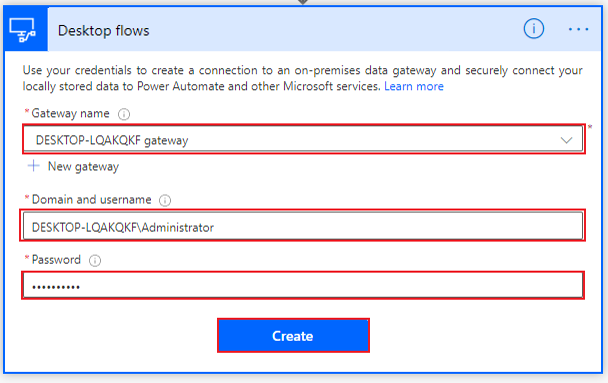 Desktop flows
Use your credentials to create a connection to an on-premises data gateway and securely connect your
locally stored data to Power Automate and other Microsoft services. Learn more
* Gateway name
DESKTOP-LQAKQKF gateway
*
+ New gateway
* Domain and username
DESKTOP-LQAKQKF\Administrator
* Password
••••••••••
Create